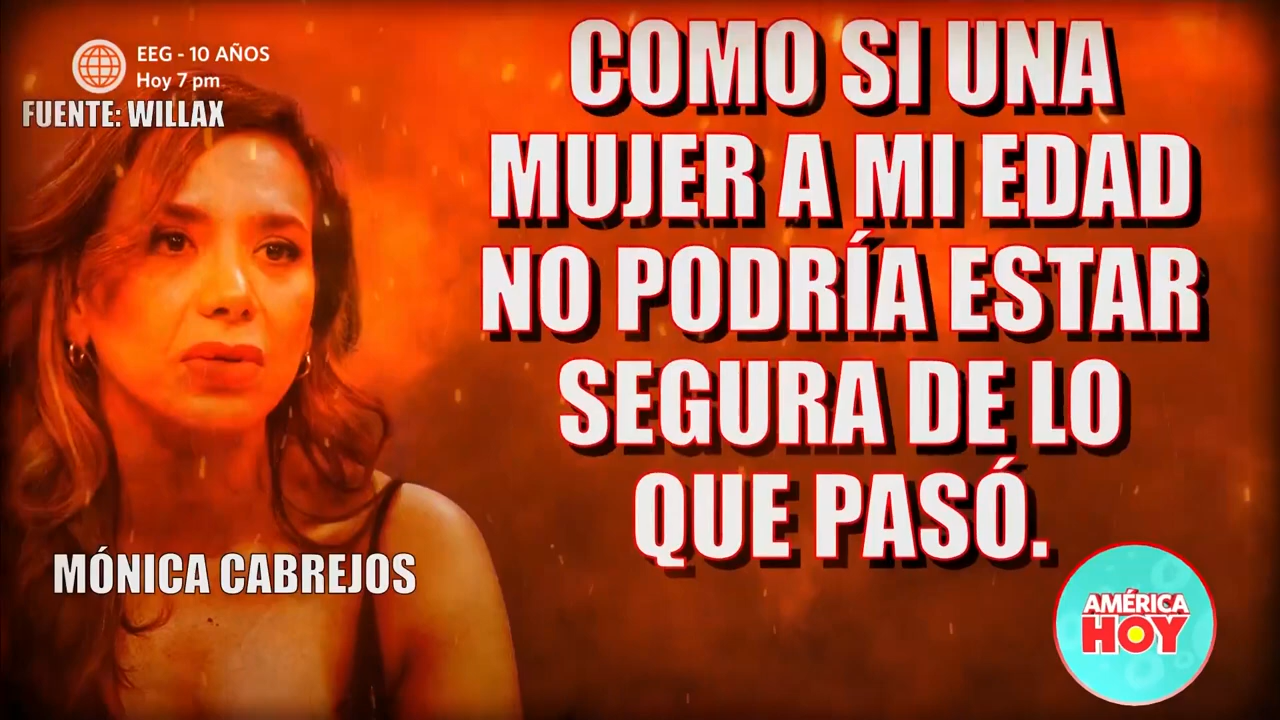 EEG - 10 AÑOS
Hoy 7 pm
FUENTE: WILLAX
COMO SI UNA
MUJER A MI EDAD
NO PODRÍA ESTAR
SEGURA DE LO
QUE PASÓ.
MÓNICA CABREJOS
AMÉRICA
HOY